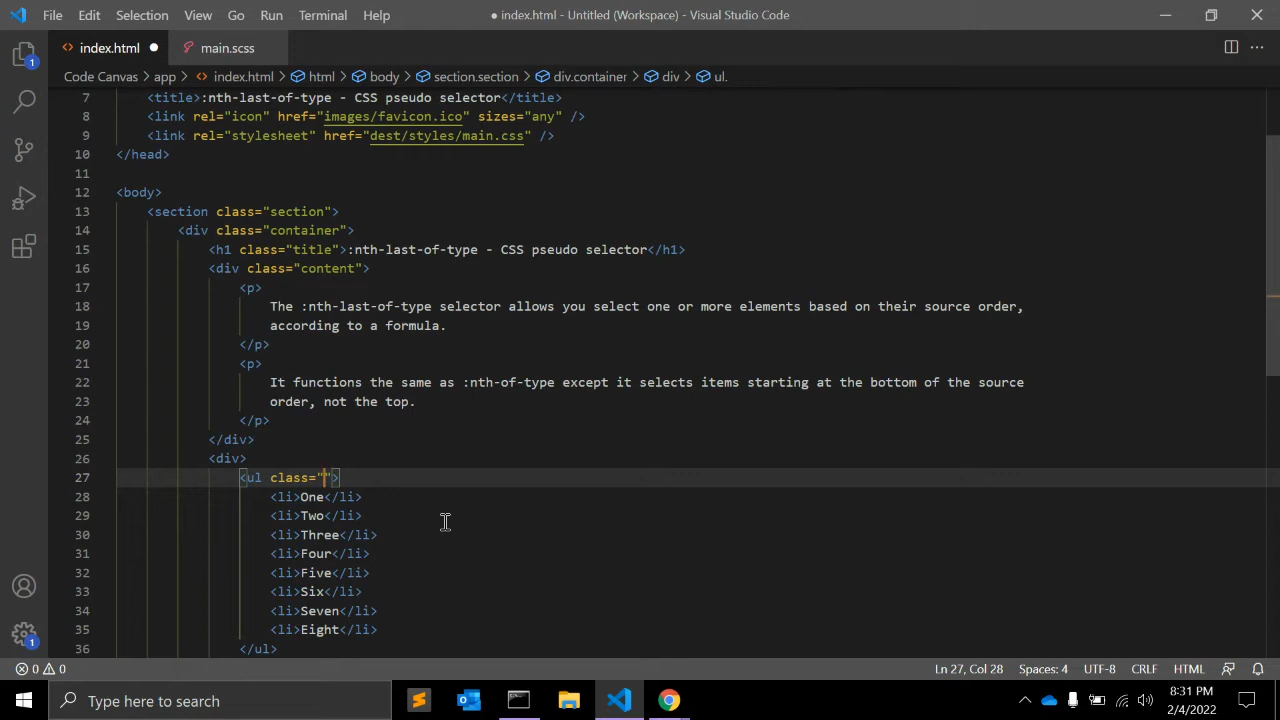 File Edit Selection View Go Run Terminal Help
● index.html - Untitled (Workspace) - Visual Studio Code
index.html ● main.scss
Code Canvas > app > index.html > html > body > section.section > div.container > div > ul.
7 <title>:nth-last-of-type - CSS pseudo selector</title>
8 <link rel="icon" href="images/favicon.ico" sizes="any" />
9 <link rel="stylesheet" href="dest/styles/main.css" />
10 </head>
11
12 <body>
13 <section class="section">
14 <div class="container">
15 <h1 class="title">:nth-last-of-type - CSS pseudo selector</h1>
16 <div class="content">
17 <p>
18 The :nth-last-of-type selector allows you select one or more elements based on their source order,
19 according to a formula.
20 </p>
21 <p>
22 It functions the same as :nth-of-type except it selects items starting at the bottom of the source
23 order, not the top.
24 </p>
25 </div>
26 <div>
27 <ul class="">
28 <li>One</li>
29 <li>Two</li>
30 <li>Three</li>
31 <li>Four</li>
32 <li>Five</li>
33 <li>Six</li>
34 <li>Seven</li>
35 <li>Eight</li>
36 </ul>
1
1
0 0 Ln 27, Col 28 Spaces: 4 UTF-8 CRLF HTML
Type here to search
8:31 PM
2/4/2022